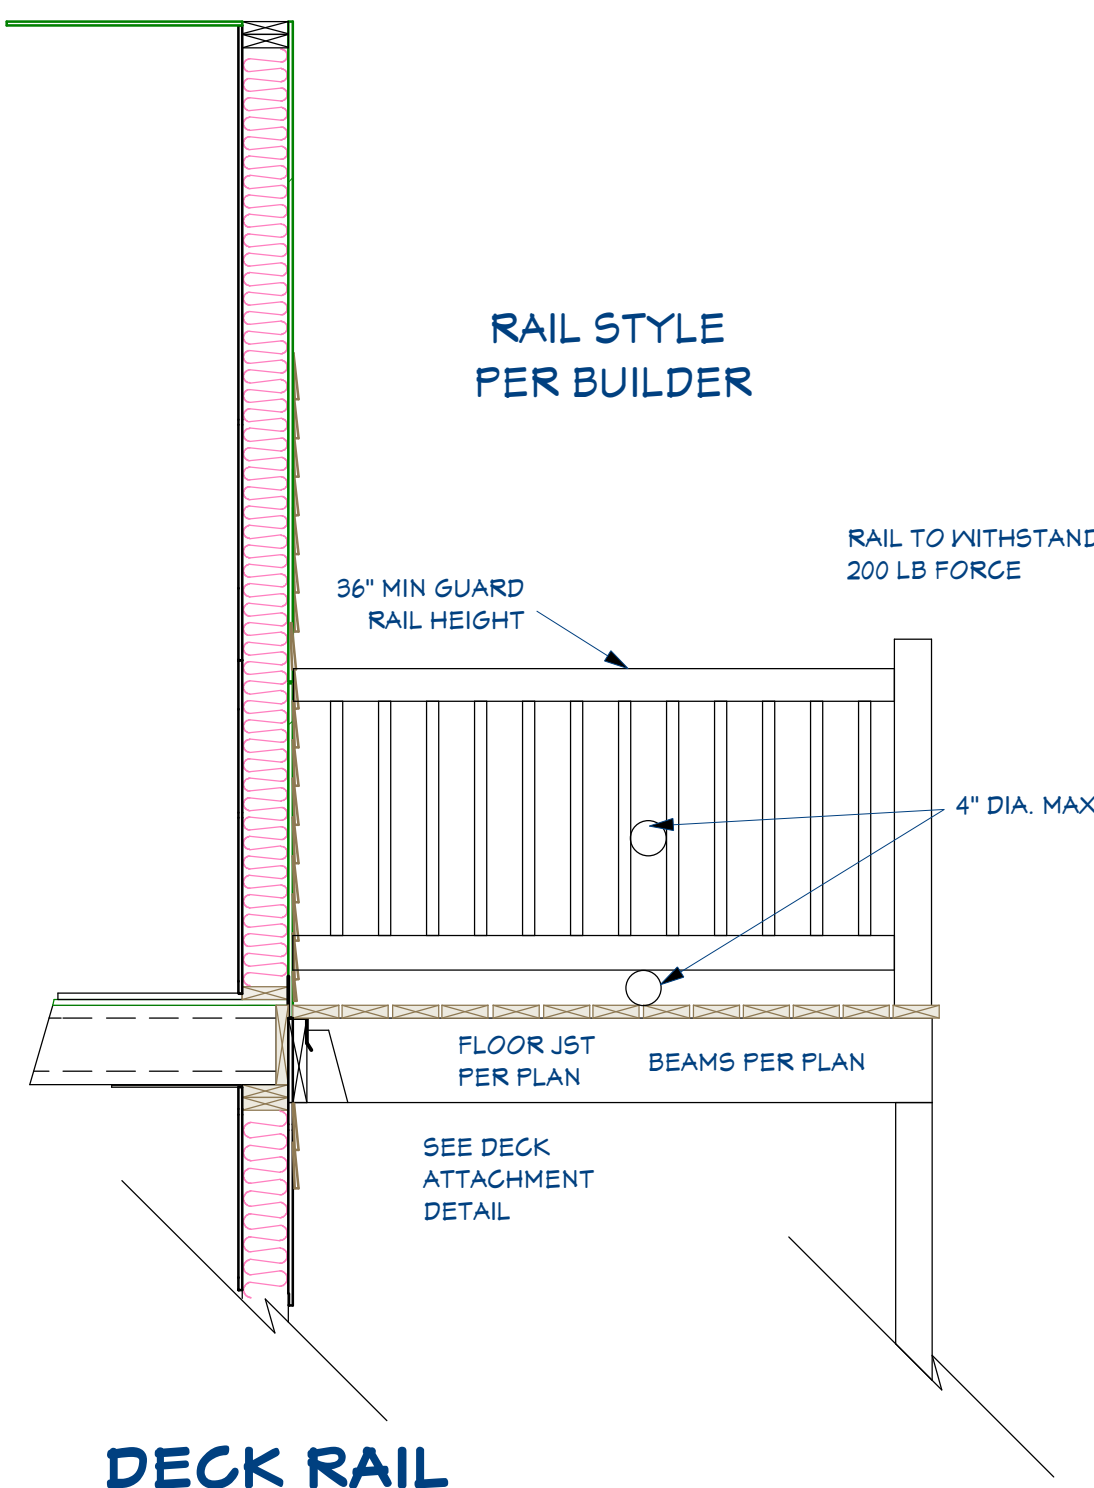 RAIL STYLE
PER BUILDER
RAIL TO WITHSTAND
200 LB FORCE
36" MIN GUARD
RAIL HEIGHT
4" DIA. MAX
FLOOR JST
PER PLAN
BEAMS PER PLAN
SEE DECK
ATTACHMENT
DETAIL
DECK RAIL